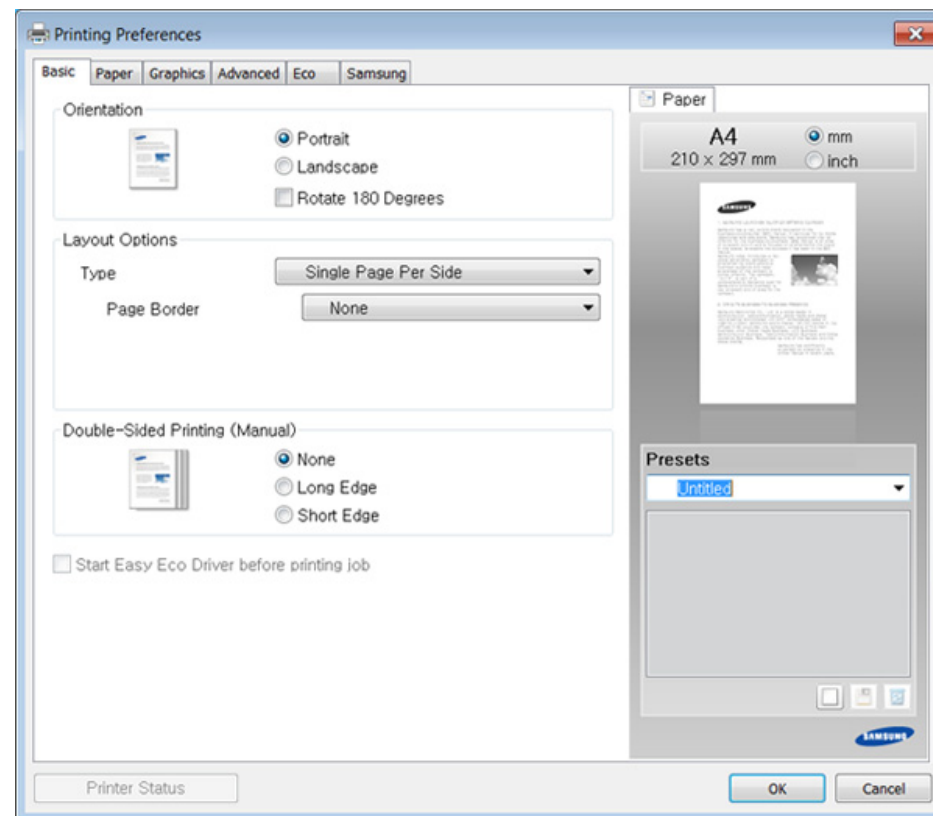 Printing Preferences
Basic Paper Graphics Advanced Eco Samsung
Orientation
Portrait
Landscape
Rotate 180 Degrees
Layout Options
Type Single Page Per Side
Page Border None
Double-Sided Printing (Manual)
None
Long Edge
Short Edge
Start Easy Eco Driver before printing job
Paper
A4 mm
210 x 297 mm inch
SAMSUNG
Presets
Untitled
SAMSUNG
Printer Status OK Cancel